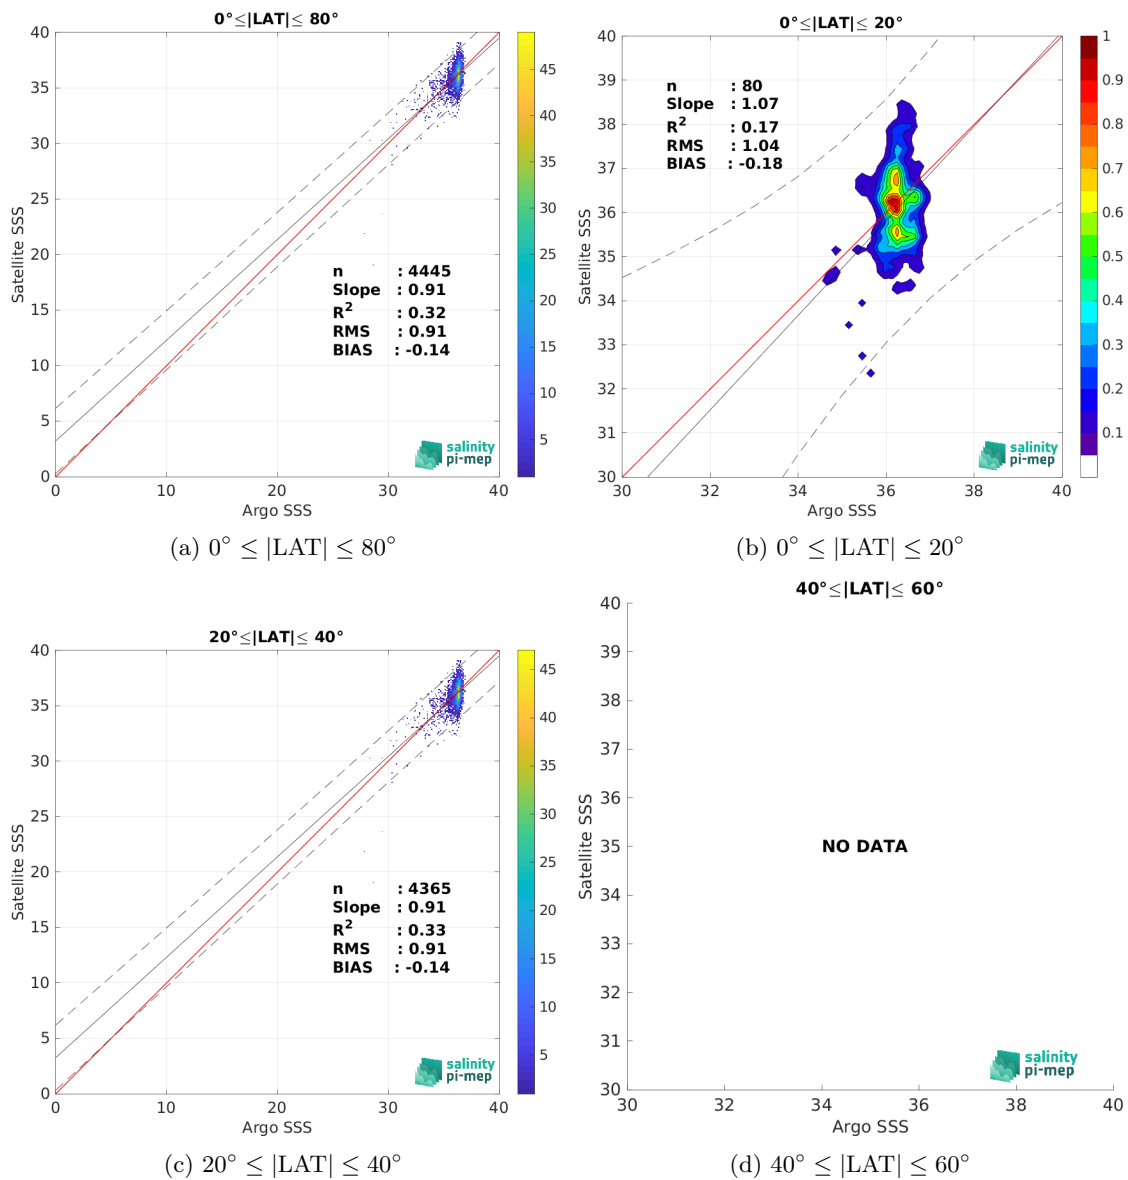 0°≤|LAT|≤ 80°
40
35
30
25
20
15
10
5
0
Satellite SSS
n : 4445
Slope : 0.91
R² : 0.32
RMS : 0.91
BIAS : -0.14
salinity
pi-mep
0 10 20 30 40
Argo SSS
45
40
35
30
25
20
15
10
5
(a) 0° ≤ |LAT| ≤ 80°
0°≤|LAT|≤ 20°
40
39
38
37
36
35
34
33
32
31
30
Satellite SSS
n : 80
Slope : 1.07
R² : 0.17
RMS : 1.04
BIAS : -0.18
salinity
pi-mep
30 32 34 36 38 40
Argo SSS
1
0.9
0.8
0.7
0.6
0.5
0.4
0.3
0.2
0.1
(b) 0° ≤ |LAT| ≤ 20°
20°≤|LAT|≤ 40°
40
35
30
25
20
15
10
5
0
Satellite SSS
n : 4365
Slope : 0.91
R² : 0.33
RMS : 0.91
BIAS : -0.14
salinity
pi-mep
0 10 20 30 40
Argo SSS
45
40
35
30
25
20
15
10
5
(c) 20° ≤ |LAT| ≤ 40°
40°≤|LAT|≤ 60°
40
39
38
37
36
35
34
33
32
31
30
Satellite SSS
NO DATA
salinity
pi-mep
30 32 34 36 38 40
Argo SSS
(d) 40° ≤ |LAT| ≤ 60°